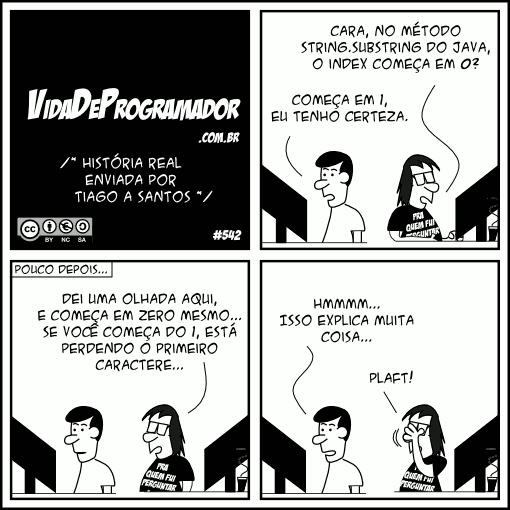 VIDADEPROGRAMADOR
.COM.BR
/* HISTÓRIA REAL
ENVIADA POR
TIAGO A SANTOS */
cc
BY NC SA
#542
CARA, NO MÉTODO
STRING.SUBSTRING DO JAVA,
O INDEX COMEÇA EM 0?
COMEÇA EM 1,
EU TENHO CERTEZA.
PRA
QUEM FUI
PERGUNTAR
POUCO DEPOIS...
DEI UMA OLHADA AQUI,
E COMEÇA EM ZERO MESMO...
SE VOCÊ COMEÇA DO 1, ESTÁ
PERDENDO O PRIMEIRO
CARACTERE...
PRA
QUEM FUI
PERGUNTAR
HMMMM...
ISSO EXPLICA MUITA
COISA...
PLAFT!
QUEM FUI
PERGUNTAR